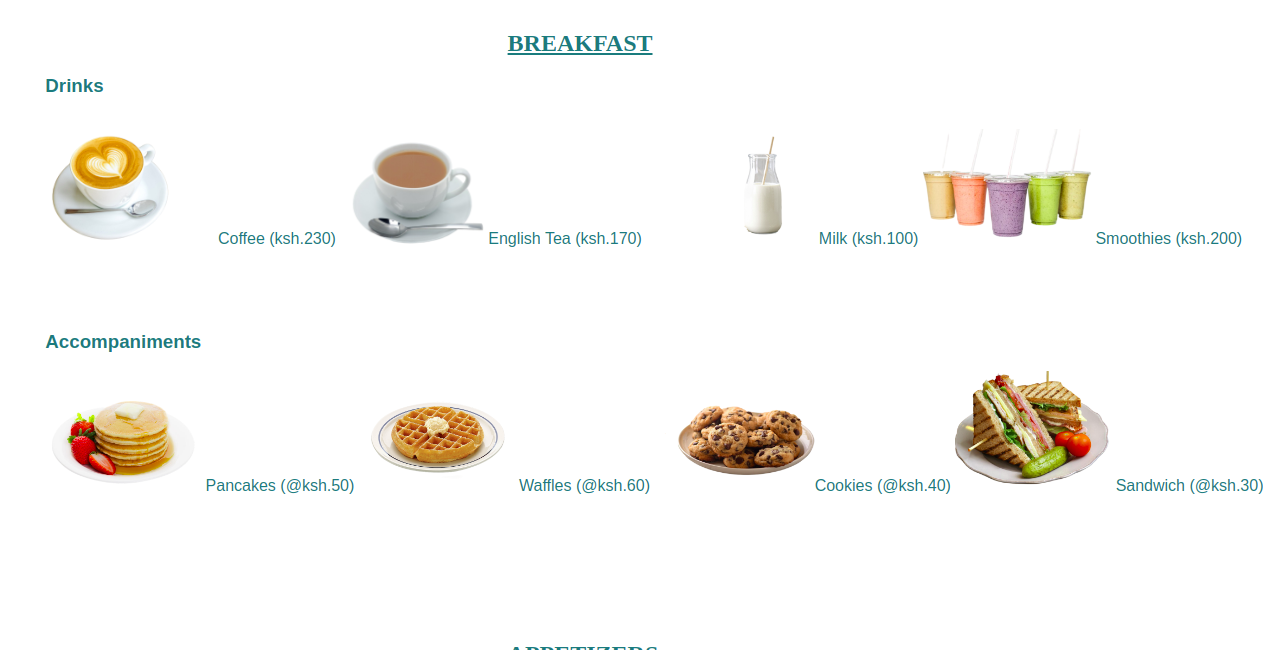 BREAKFAST
Drinks
Coffee (ksh.230) English Tea (ksh.170) Milk (ksh.100) Smoothies (ksh.200)
Accompaniments
Pancakes (@ksh.50) Waffles (@ksh.60) Cookies (@ksh.40) Sandwich (@ksh.30)
APPETIZERS